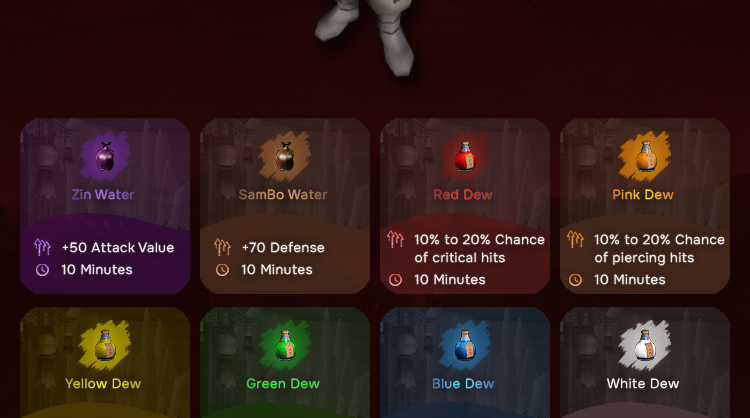 Zin Water
+50 Attack Value
10 Minutes
SamBo Water
+70 Defense
10 Minutes
Red Dew
10% to 20% Chance
of critical hits
10 Minutes
Pink Dew
10% to 20% Chance
of piercing hits
10 Minutes
Yellow Dew
Green Dew
Blue Dew
White Dew